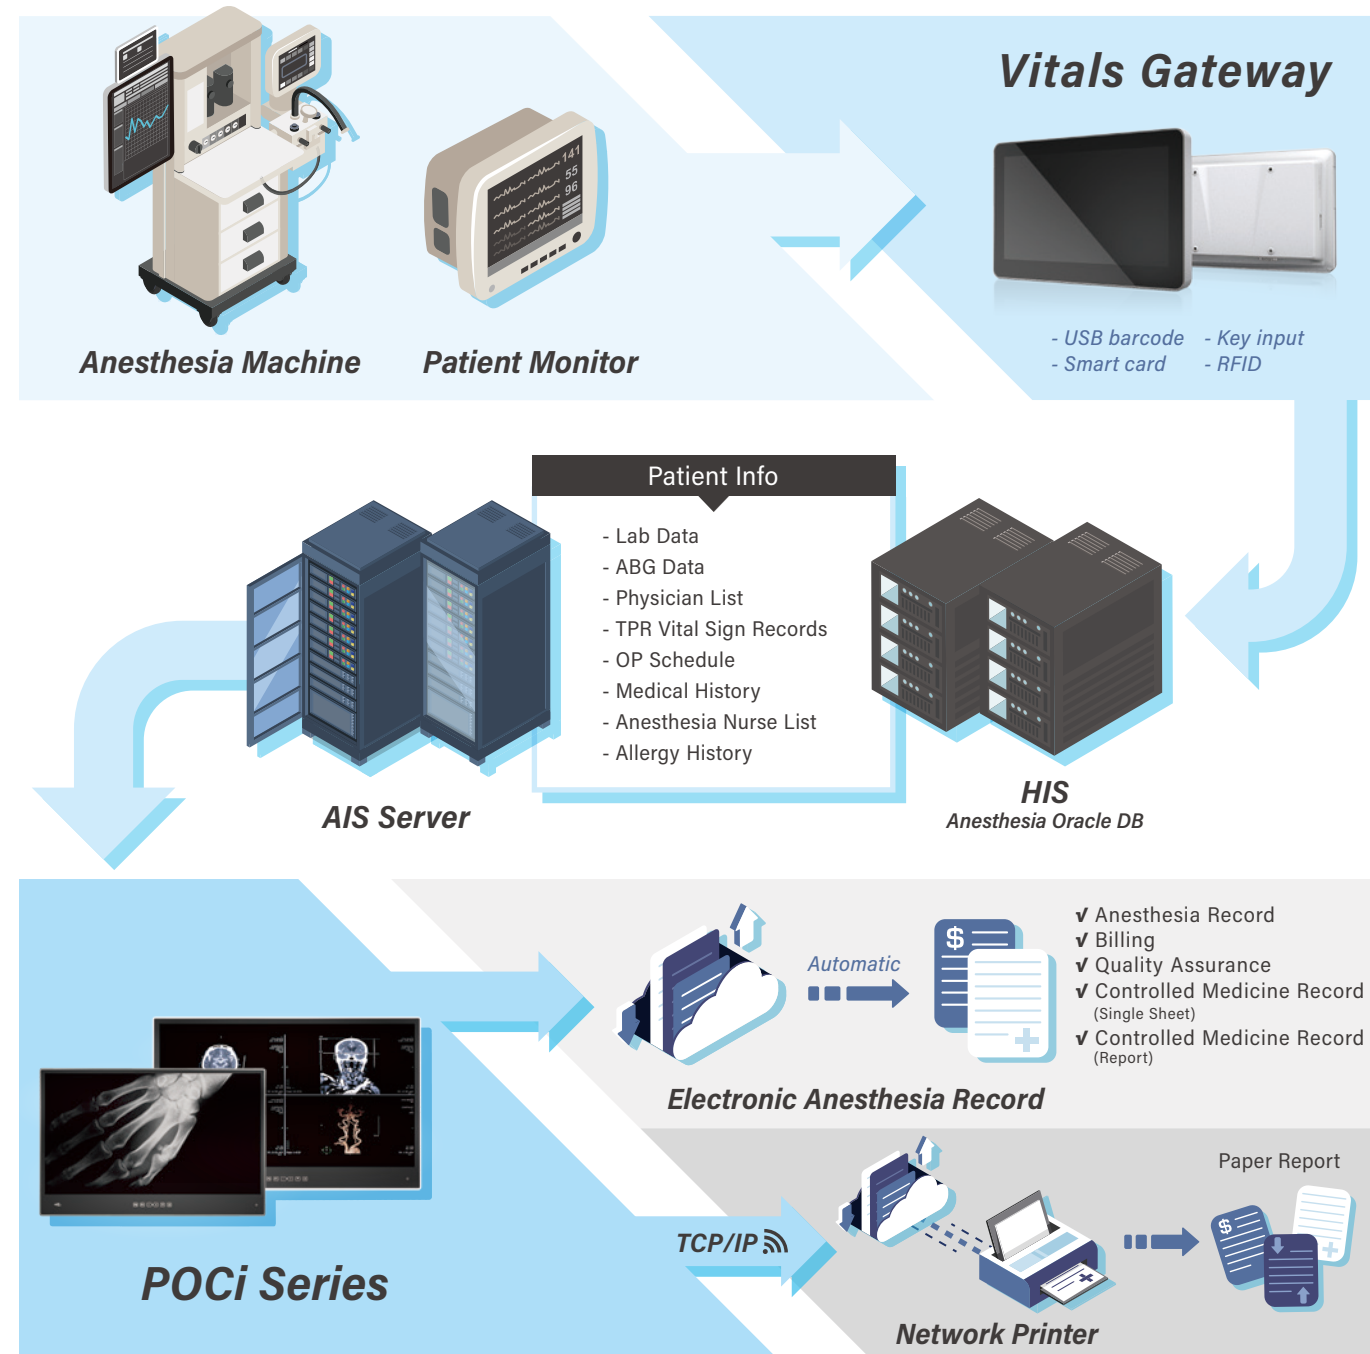 Vitals Gateway
141
55
96
Anesthesia Machine
Patient Monitor
- USB barcode - Key input
- Smart card - RFID
Patient Info
- Lab Data
- ABG Data
- Physician List
- TPR Vital Sign Records
- OP Schedule
- Medical History
- Anesthesia Nurse List
- Allergy History
AIS Server
HIS
Anesthesia Oracle DB
Automatic
$
√ Anesthesia Record
√ Billing
√ Quality Assurance
√ Controlled Medicine Record
(Single Sheet)
√ Controlled Medicine Record
(Report)
Electronic Anesthesia Record
POCi Series
TCP/IP
Paper Report
$
Network Printer